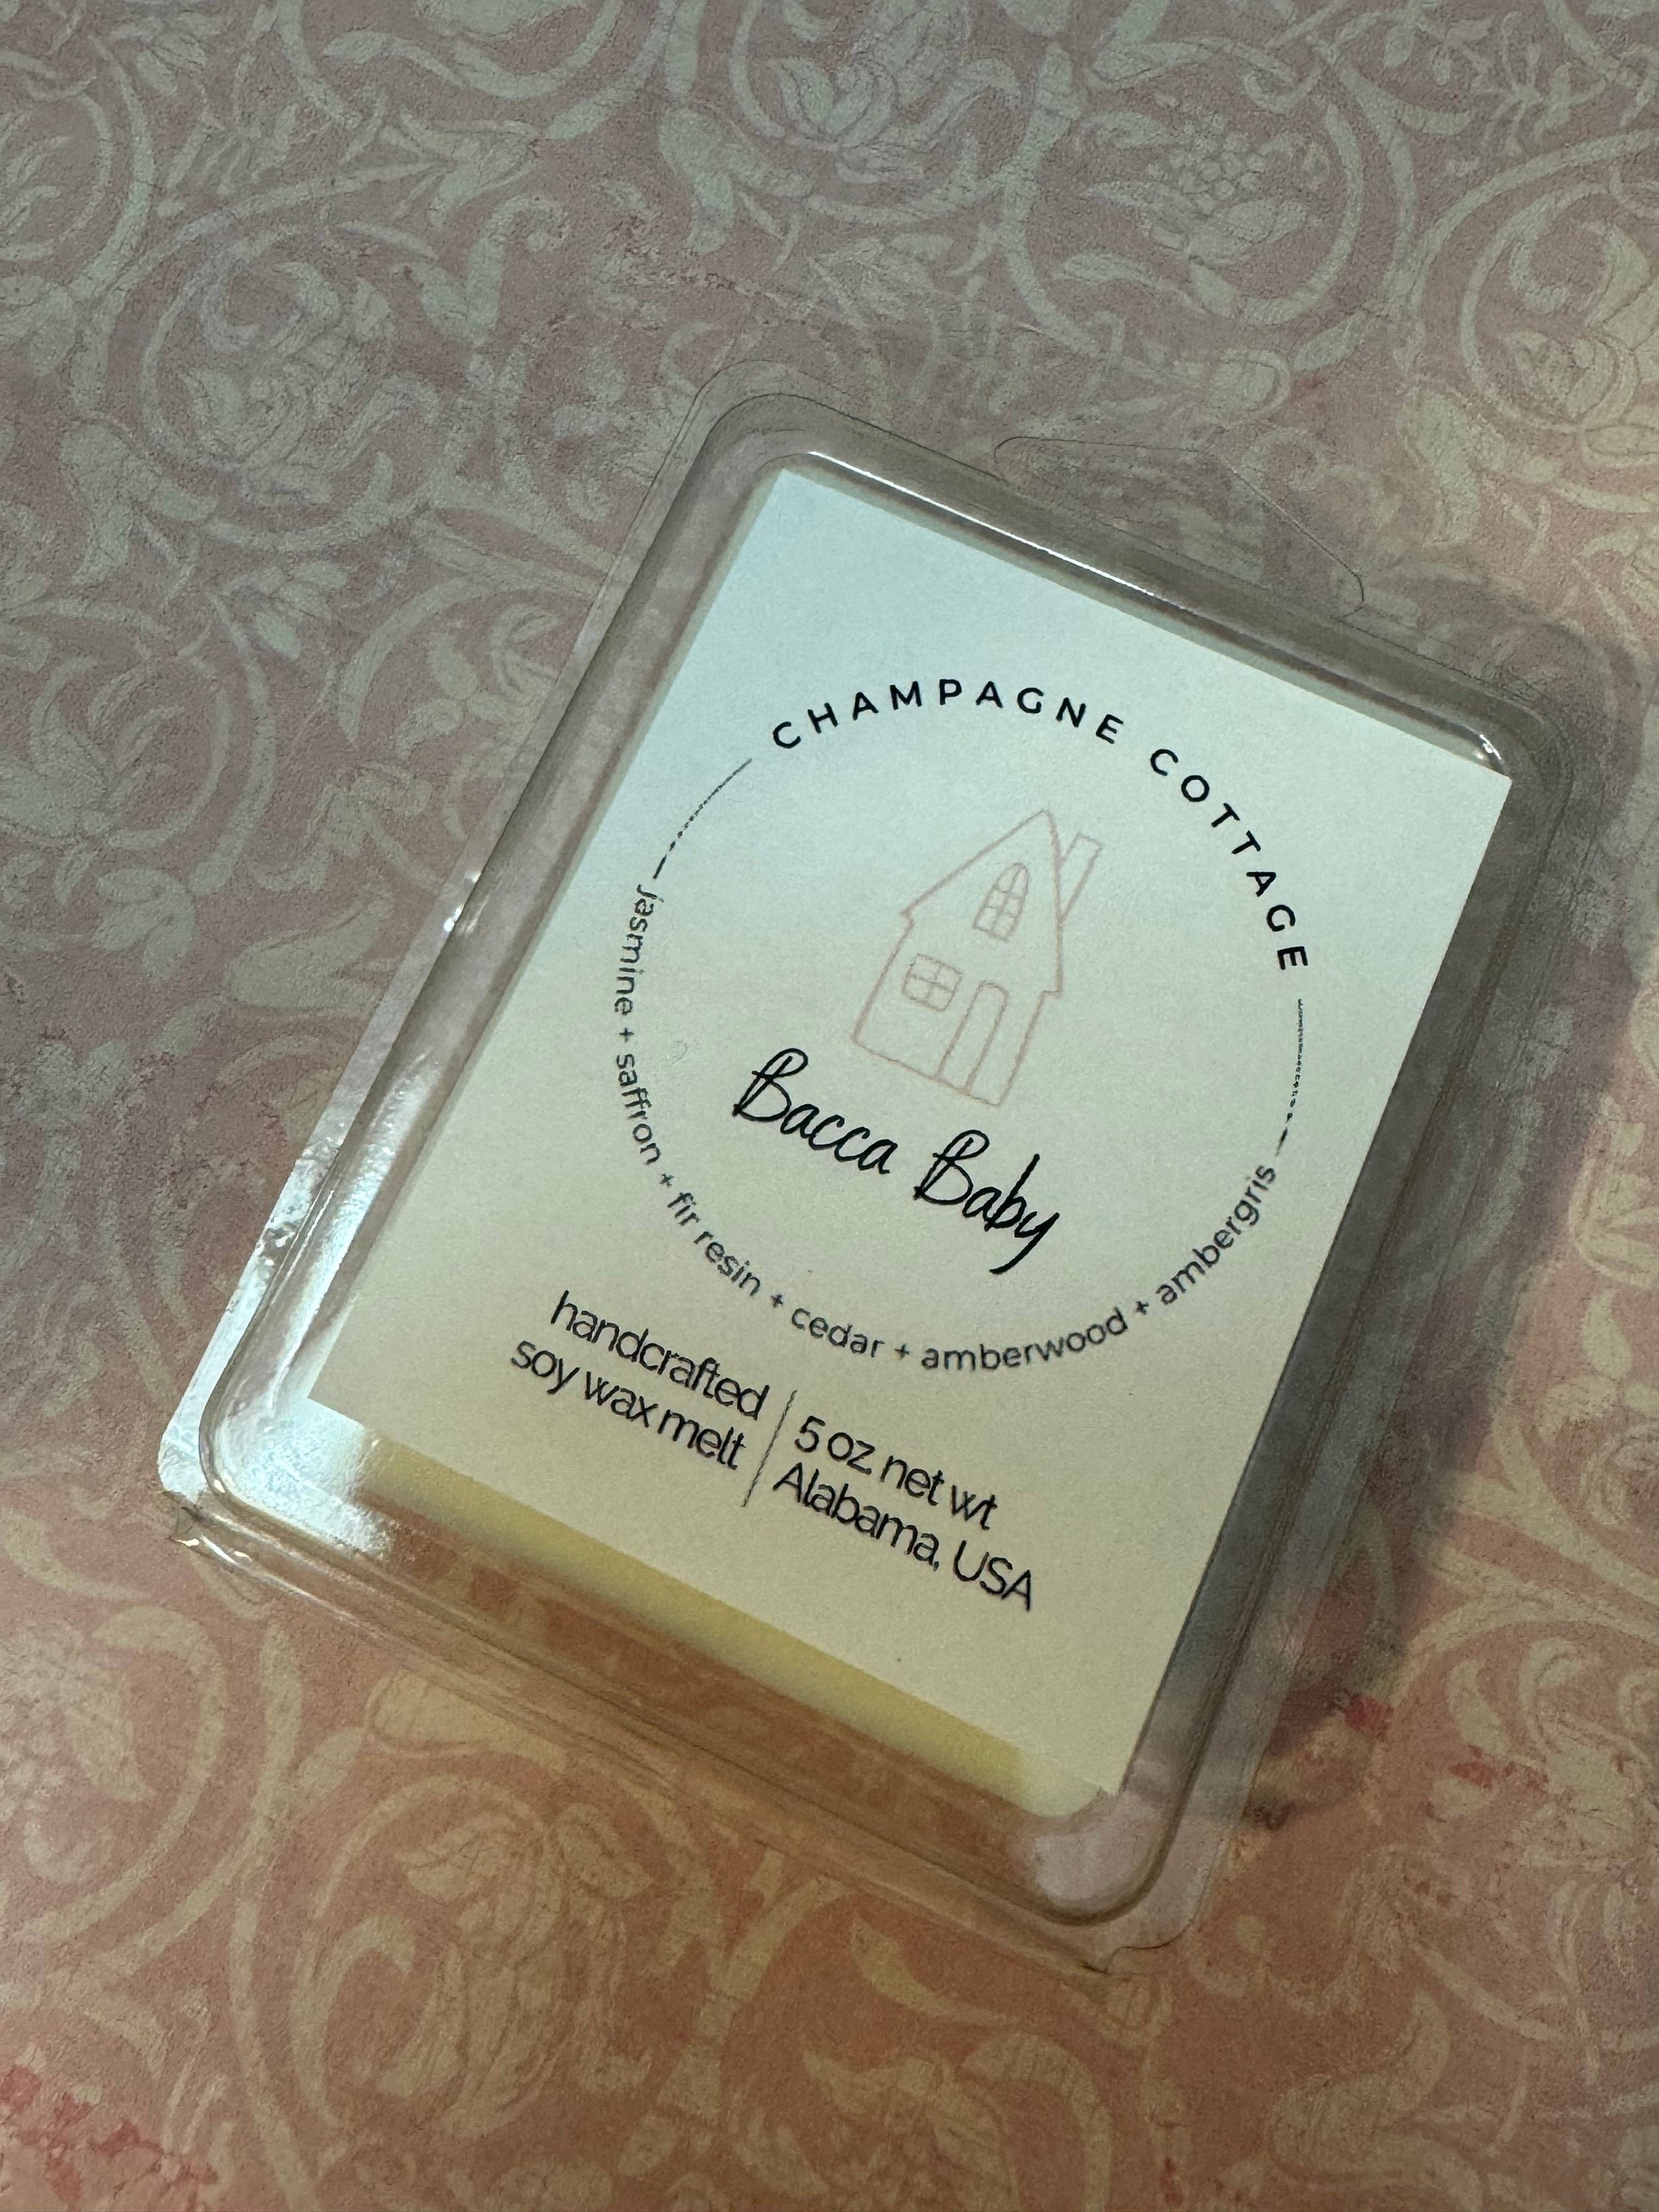 CHAMPAGNE COTTAGE
Bacca Baby
jasmine + saffron + fir resin + cedar + amberwood + ambergris
handcrafted
soy wax melt
5 oz net wt
Alabama, USA